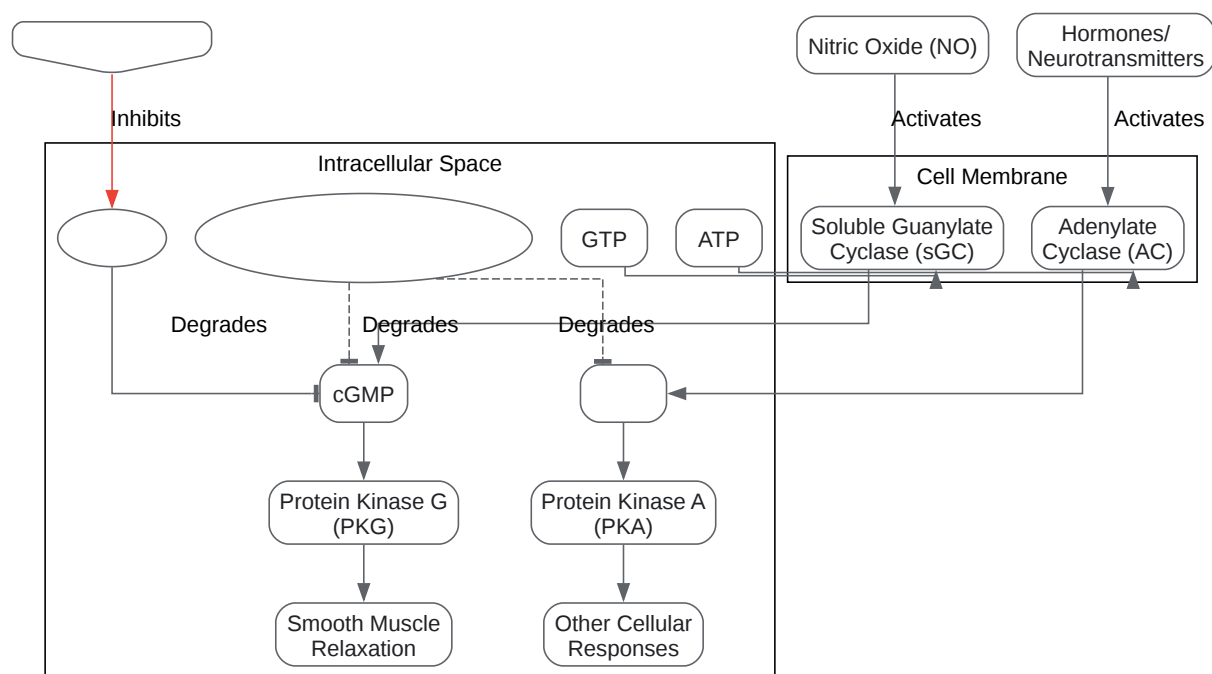 Nitric Oxide (NO)
Hormones/
Neurotransmitters
Inhibits
Activates
Activates
Intracellular Space
Cell Membrane
GTP
ATP
Soluble Guanylate
Cyclase (sGC)
Adenylate
Cyclase (AC)
Degrades
Degrades
Degrades
cGMP
Protein Kinase G
(PKG)
Protein Kinase A
(PKA)
Smooth Muscle
Relaxation
Other Cellular
Responses